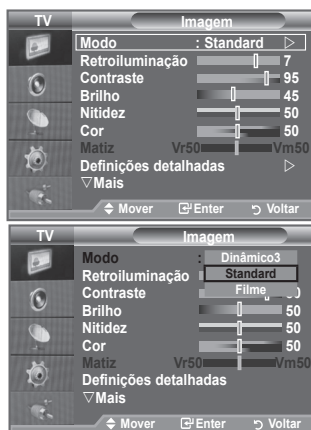 TV Imagem
Modo : Standard
Retroiluminação 7
Contraste 95
Brilho 45
Nitidez 50
Cor 50
Matiz Vr50 Vm50
Definições detalhadas
Mais
Mover Enter Voltar
TV Imagem
Modo : Dinâmico3
Retroiluminação Standard
Contraste Filme
Brilho 50
Nitidez 50
Cor 50
Matiz Vr50 Vm50
Definições detalhadas
Mais
Mover Enter Voltar